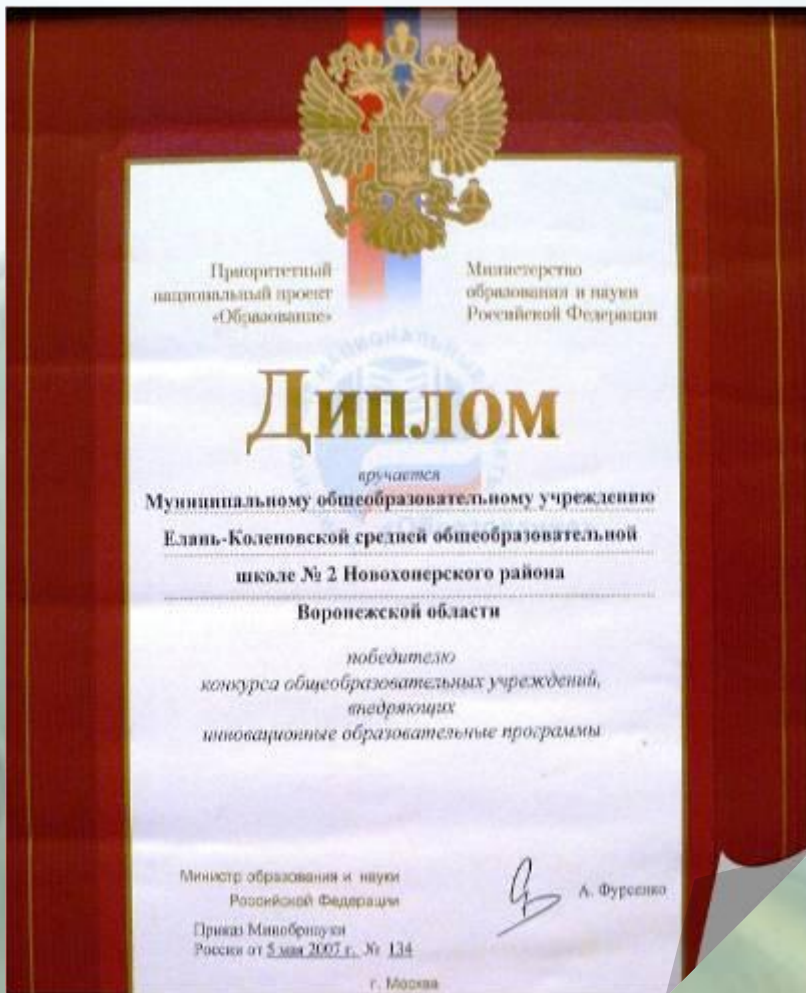 Приоритетный
национальный проект
«Образование»
Министерство
образования и науки
Российской Федерации
Диплом
вручается
Муниципальному общеобразовательному учреждению
Елань-Коленовской средней общеобразовательной
школе № 2 Новохоперского района
Воронежской области
победителю
конкурса общеобразовательных учреждений,
внедряющих
инновационные образовательные программы
Министр образования и науки
Российской Федерации
А. Фурсенко
Приказ Минобрнауки
России от 5 мая 2007 г. № 134
г. Москва